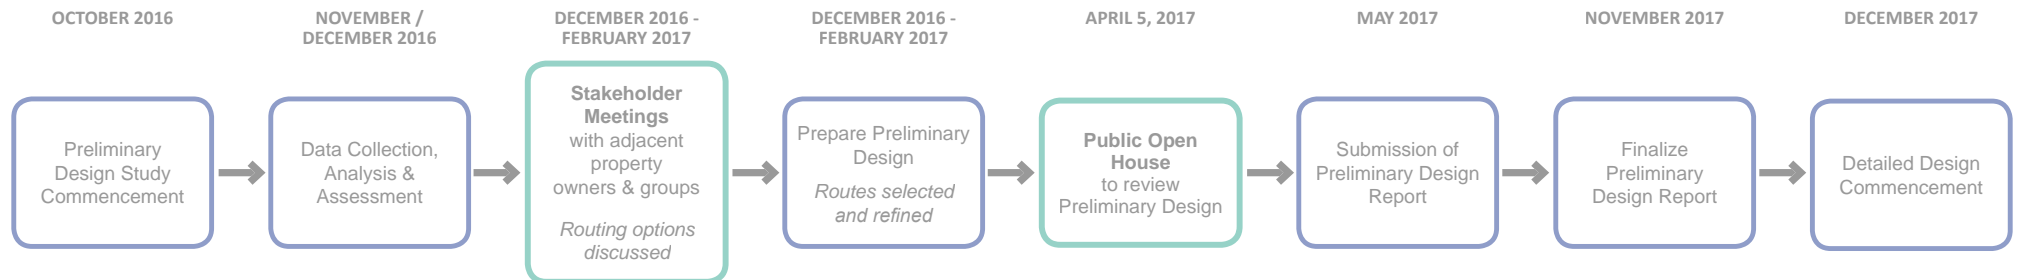 OCTOBER 2016
Preliminary
Design Study
Commencement
NOVEMBER /
DECEMBER 2016
Data Collection,
Analysis &
Assessment
DECEMBER 2016 -
FEBRUARY 2017
Stakeholder
Meetings
with adjacent
property
owners & groups
Routing options
discussed
DECEMBER 2016 -
FEBRUARY 2017
Prepare Preliminary
Design
Routes selected
and refined
APRIL 5, 2017
Public Open
House
to review
Preliminary Design
MAY 2017
Submission of
Preliminary Design
Report
NOVEMBER 2017
Finalize
Preliminary
Design Report
DECEMBER 2017
Detailed Design
Commencement